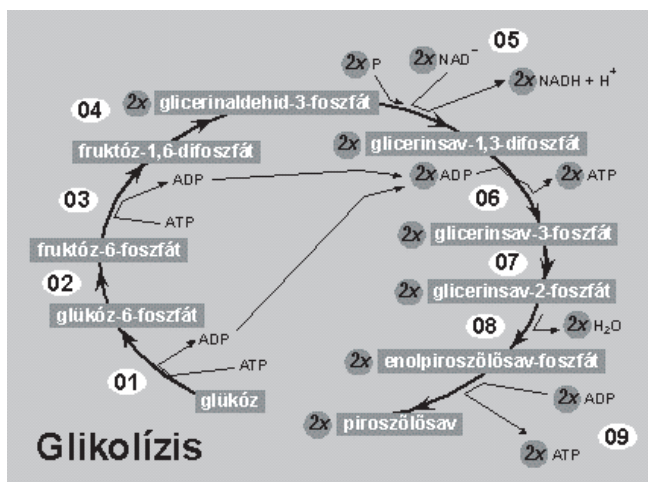 05
2x P
2x NAD⁻
2x NADH + H⁺
04
2x glicerinaldehid-3-foszfát
fruktóz-1,6-difoszfát
2x glicerinsav-1,3-difoszfát
03
ADP
2x ADP
2x ATP
06
ATP
fruktóz-6-foszfát
2x glicerinsav-3-foszfát
02
07
glükóz-6-foszfát
2x glicerinsav-2-foszfát
08
2x H₂O
ADP
ATP
2x enolpiroszőlősav-foszfát
01
glükóz
2x ADP
2x piroszőlősav
09
2x ATP
Glikolízis